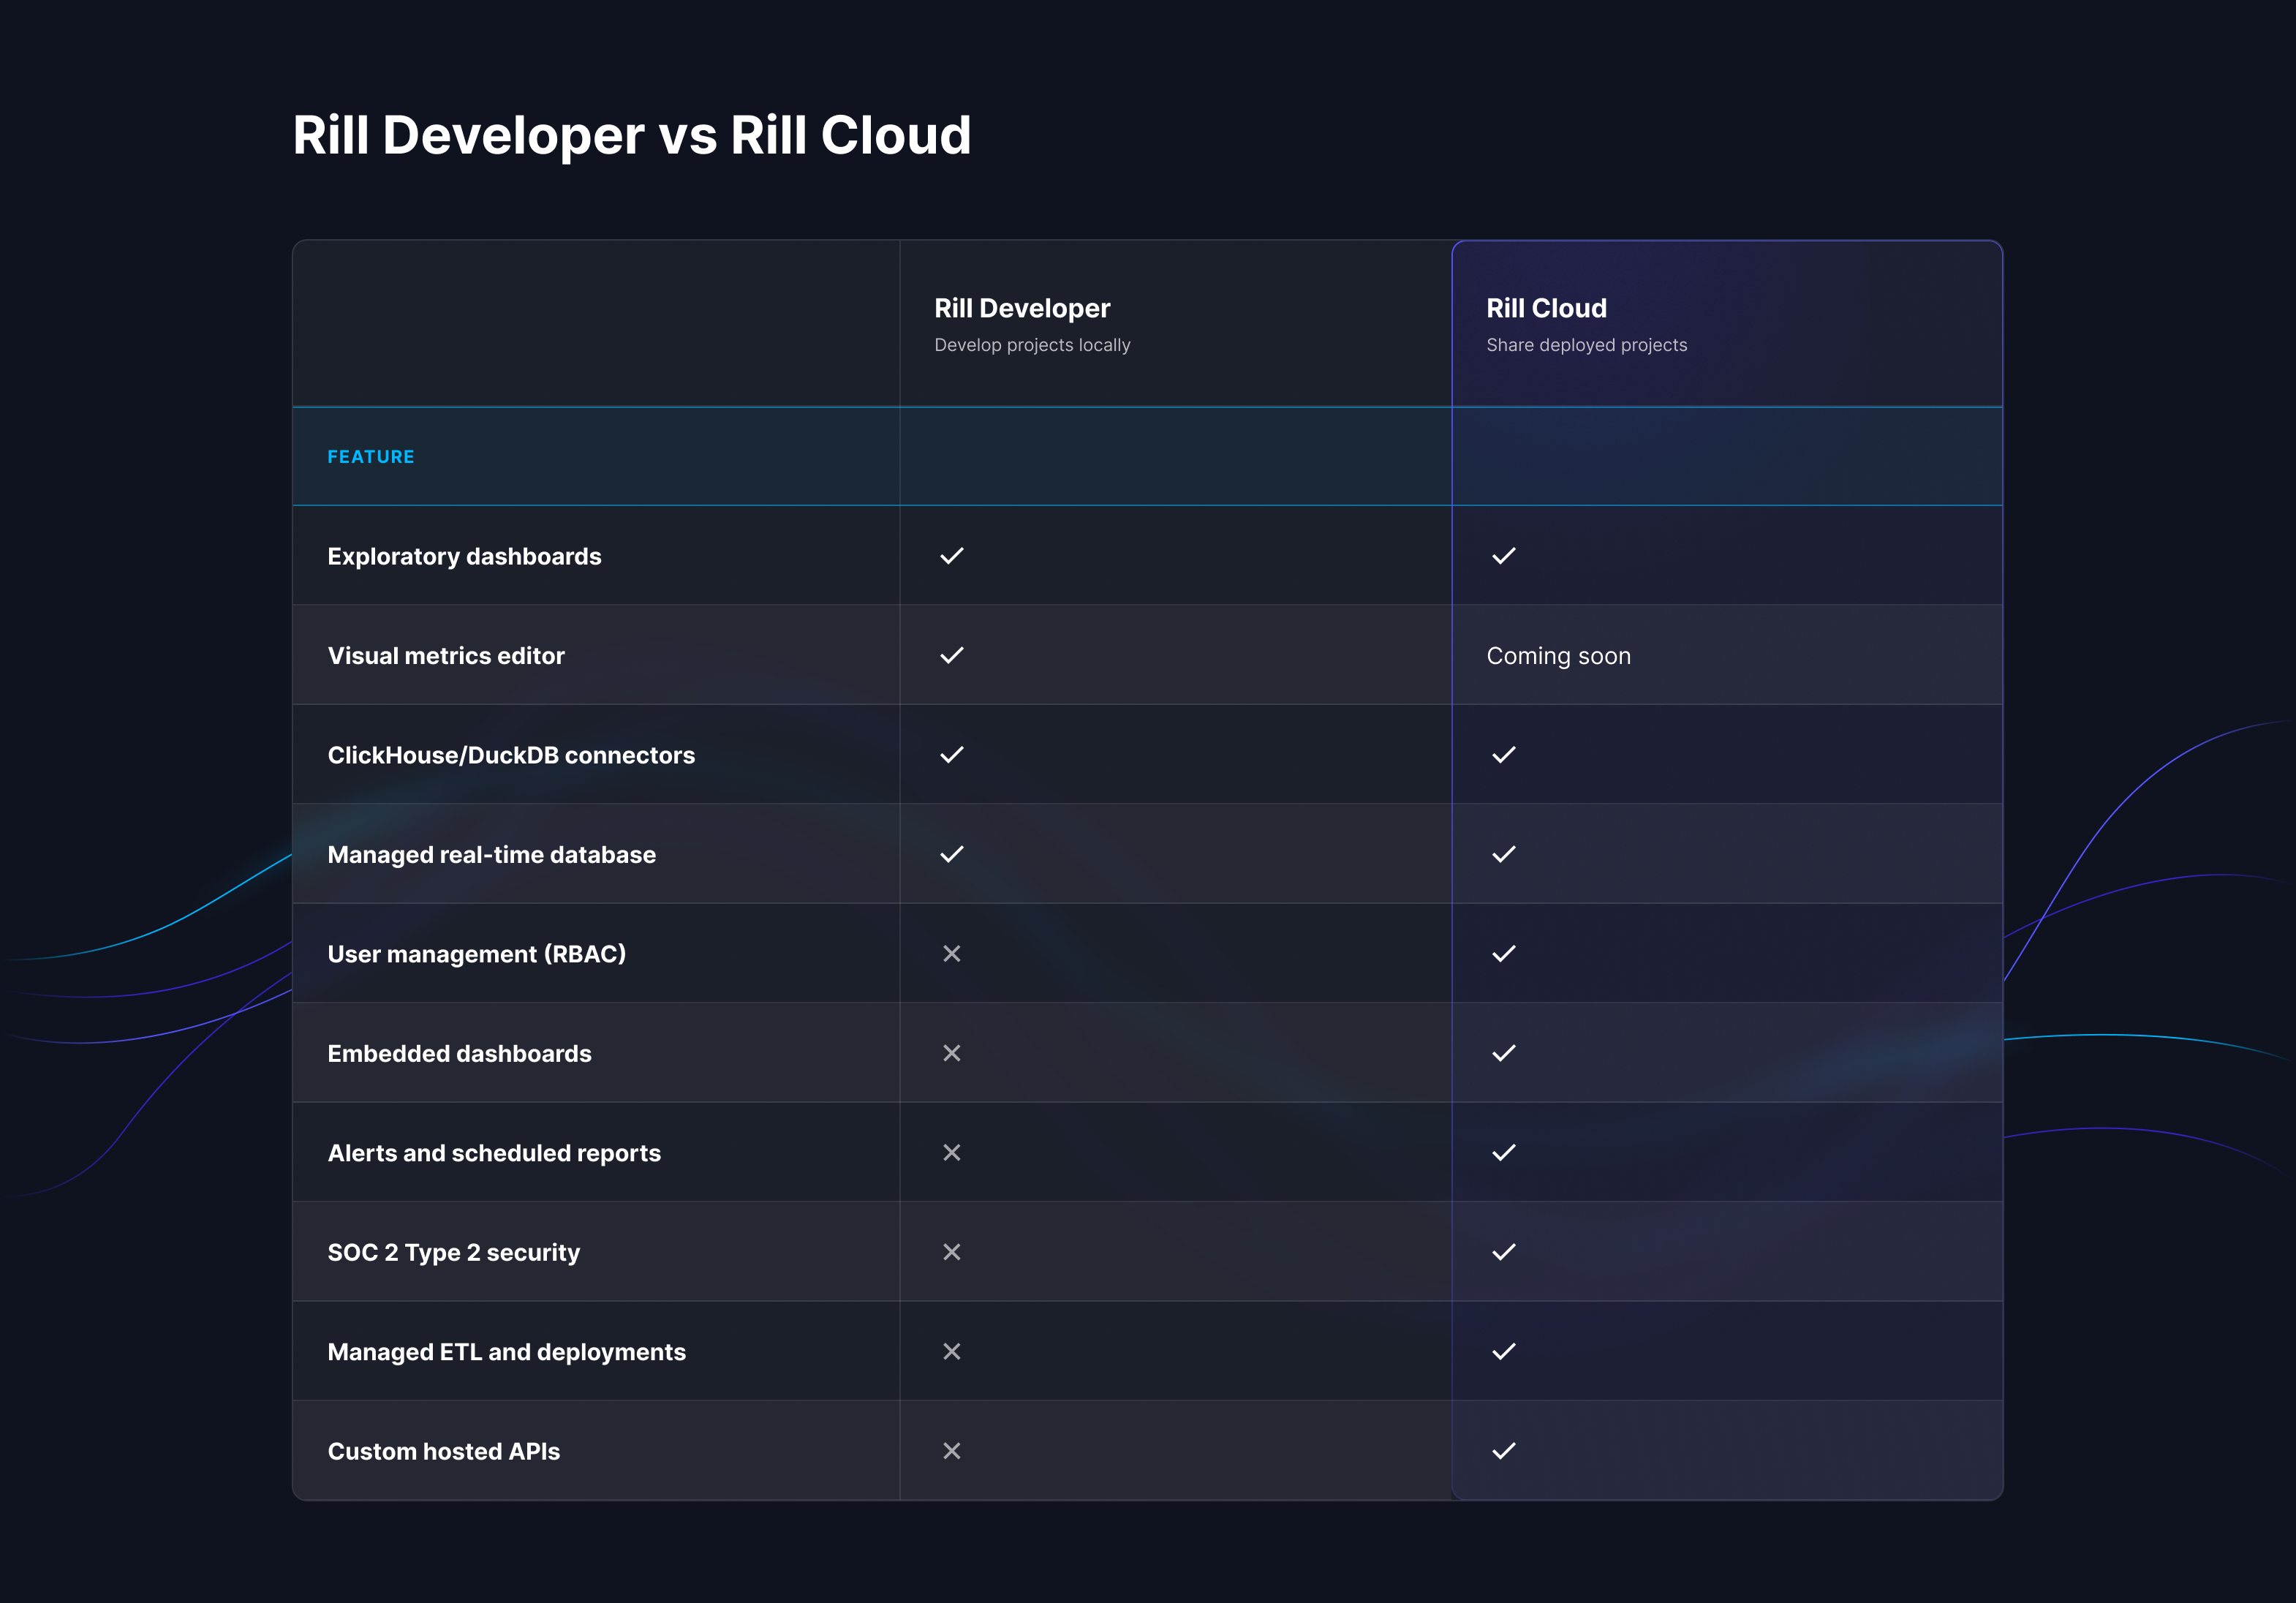 Rill Developer vs Rill Cloud
Rill Developer
Develop projects locally
Rill Cloud
Share deployed projects
FEATURE
Exploratory dashboards
Visual metrics editor
Coming soon
ClickHouse/DuckDB connectors
Managed real-time database
User management (RBAC)
Embedded dashboards
Alerts and scheduled reports
SOC 2 Type 2 security
Managed ETL and deployments
Custom hosted APIs